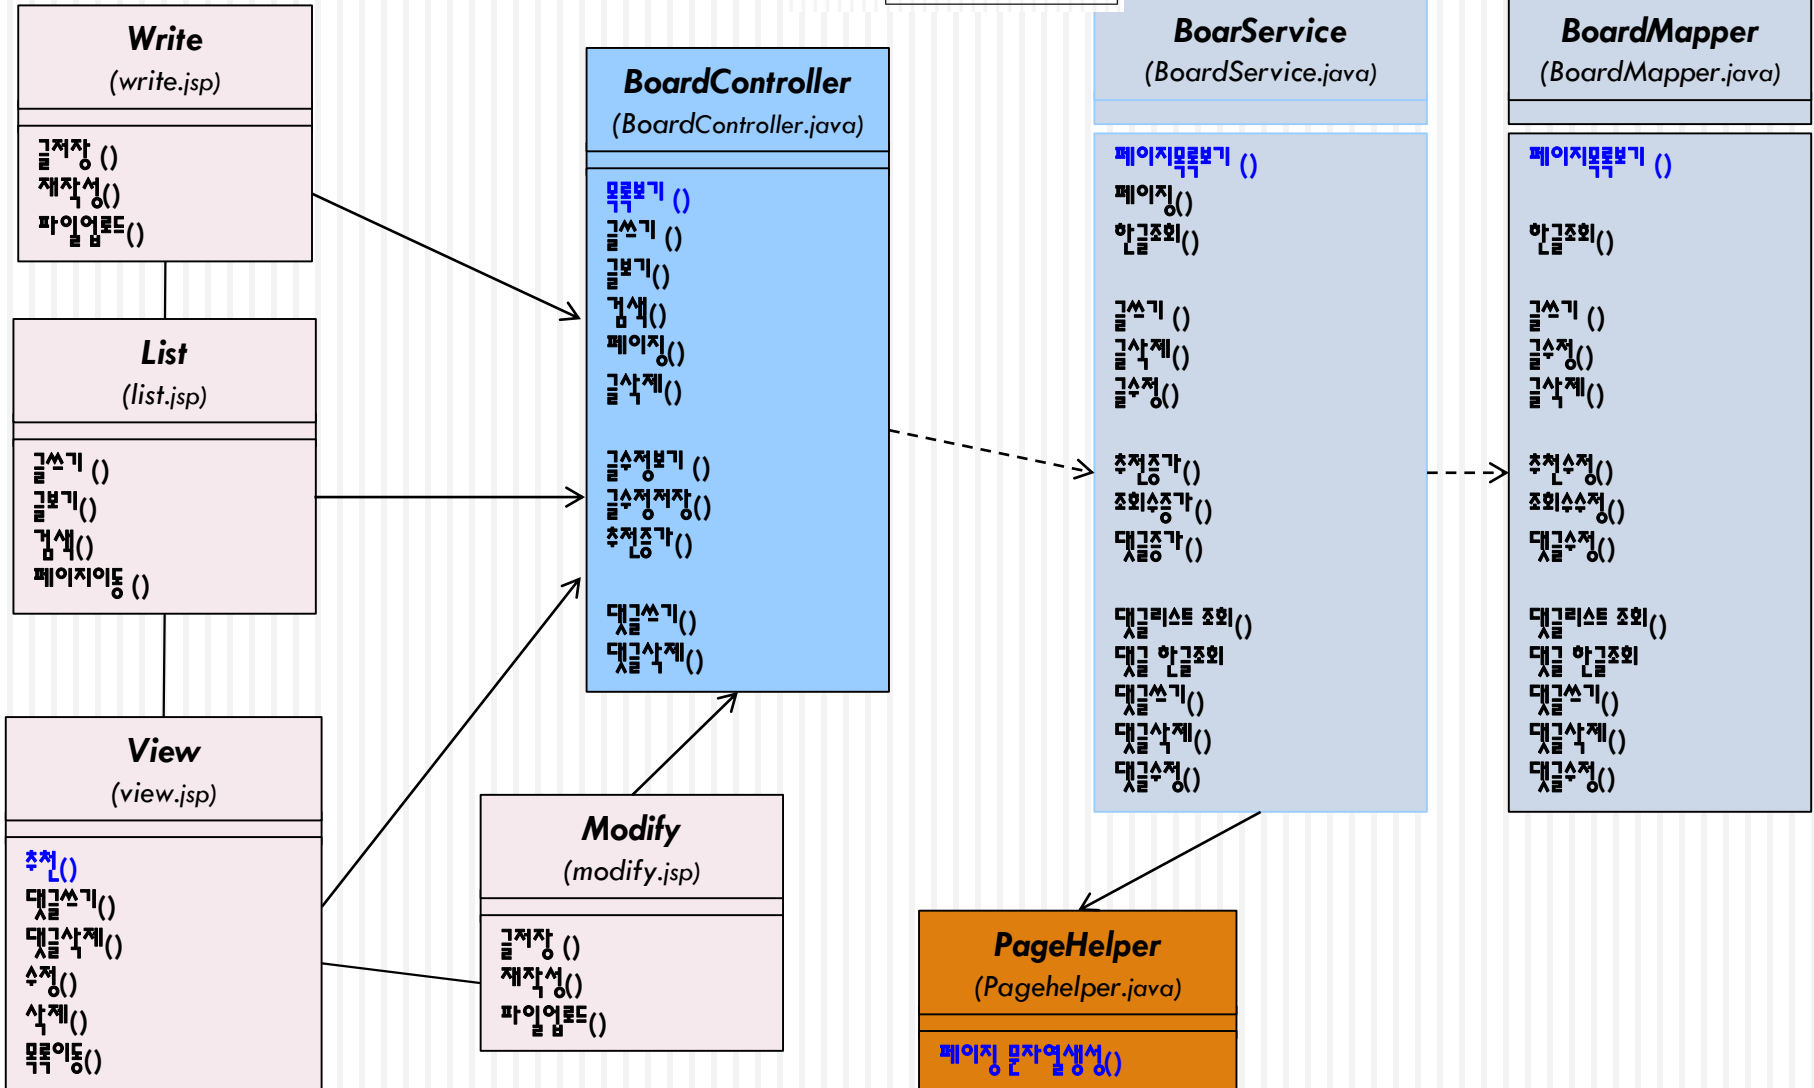 Write
(write.jsp)
글저장 ()
재작성()
파일업로드()
List
(list.jsp)
글쓰기 ()
글보기()
검색()
페이지이동 ()
View
(view.jsp)
추천()
댓글쓰기()
댓글삭제()
수정()
삭제()
목록이동()
Modify
(modify.jsp)
글저장 ()
재작성()
파일업로드()
BoardController
(BoardController.java)
목록보기 ()
글쓰기 ()
글보기()
검색()
페이징()
글삭제()
글수정보기 ()
글수정저장()
추전증가()
댓글쓰기()
댓글삭제()
BoarService
(BoardService.java)
페이지목록보기 ()
페이징()
한글조회()
글쓰기 ()
글삭제()
글수정()
추전증가()
조회수증가()
댓글증가()
댓글리스트 조회()
댓글 한글조회
댓글쓰기()
댓글삭제()
댓글수정()
PageHelper
(Pagehelper.java)
페이징 문자열생성()
BoardMapper
(BoardMapper.java)
페이지목록보기 ()
한글조회()
글쓰기 ()
글수정()
글삭제()
추천수정()
조회수수정()
댓글수정()
댓글리스트 조회()
댓글 한글조회
댓글쓰기()
댓글삭제()
댓글수정()